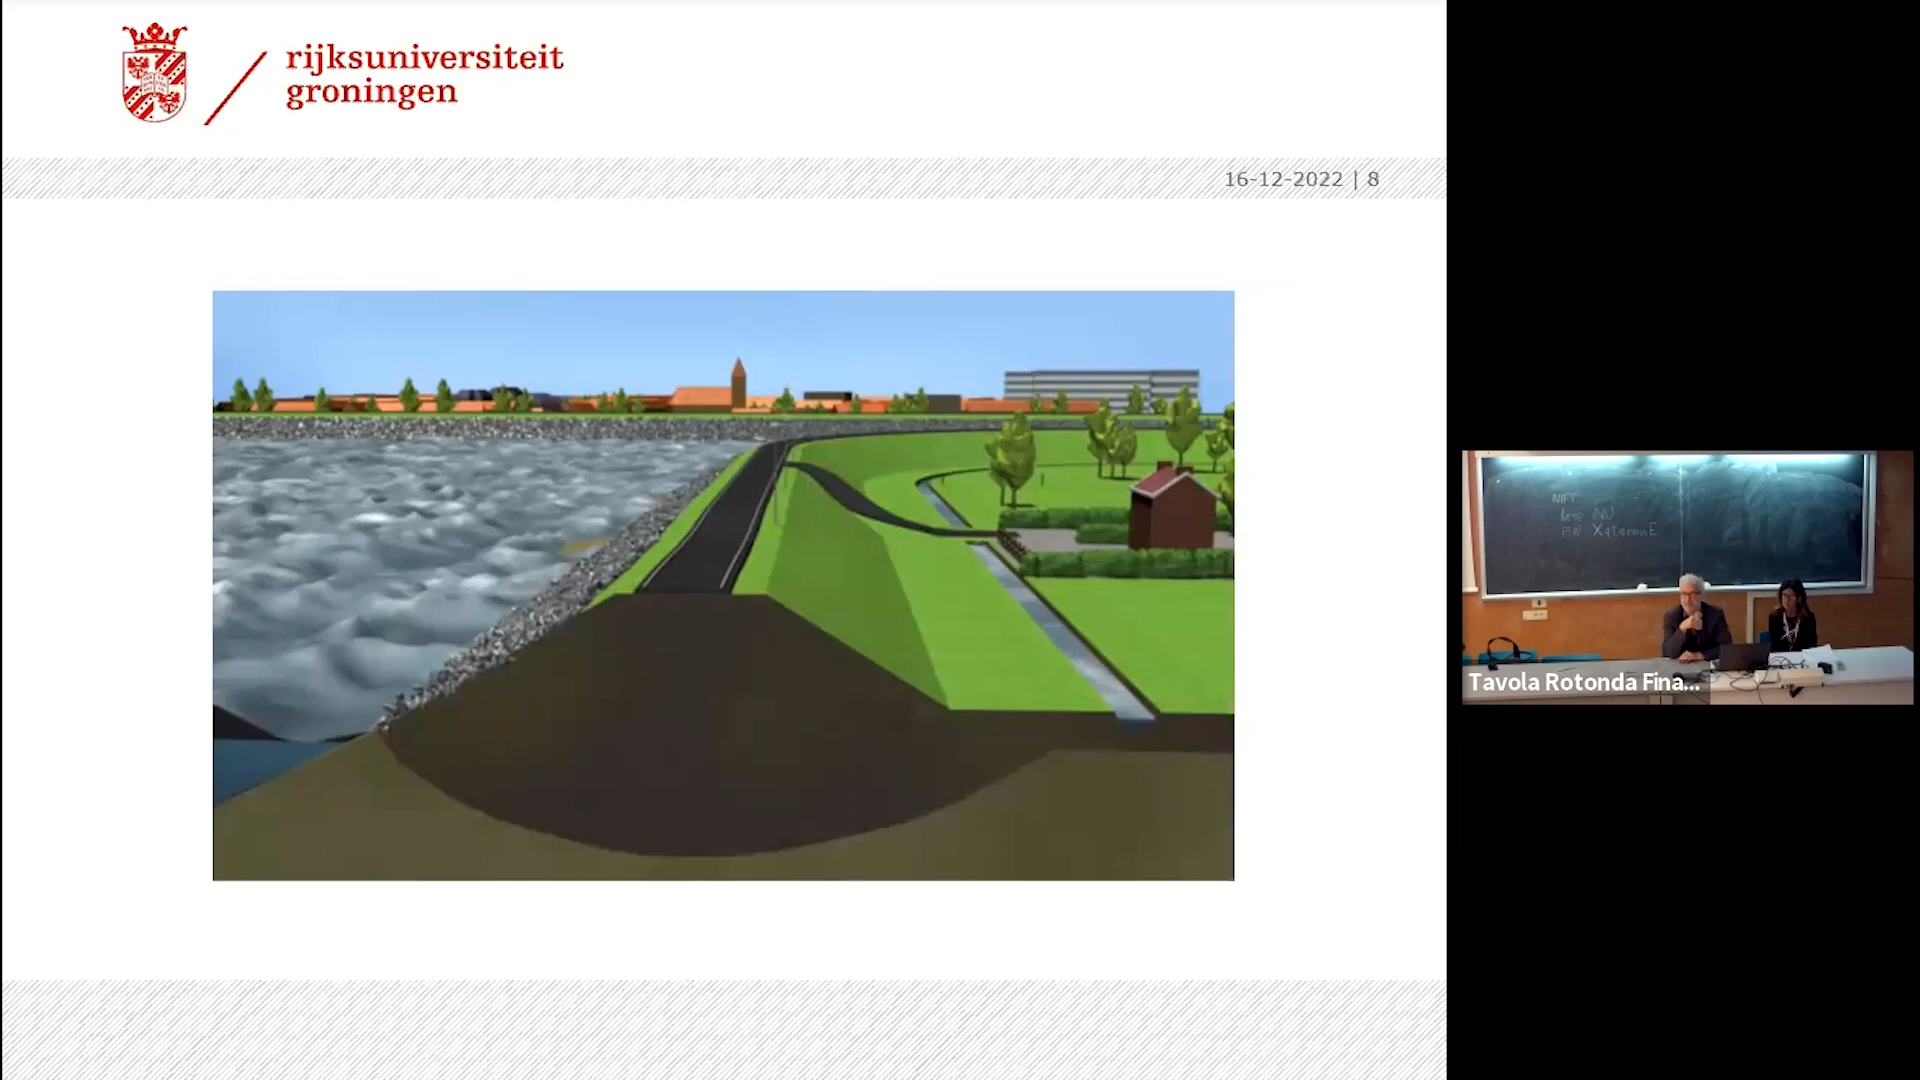 rijksuniversiteit
groningen
16-12-2022 | 8
Tavola Rotonda Fina...